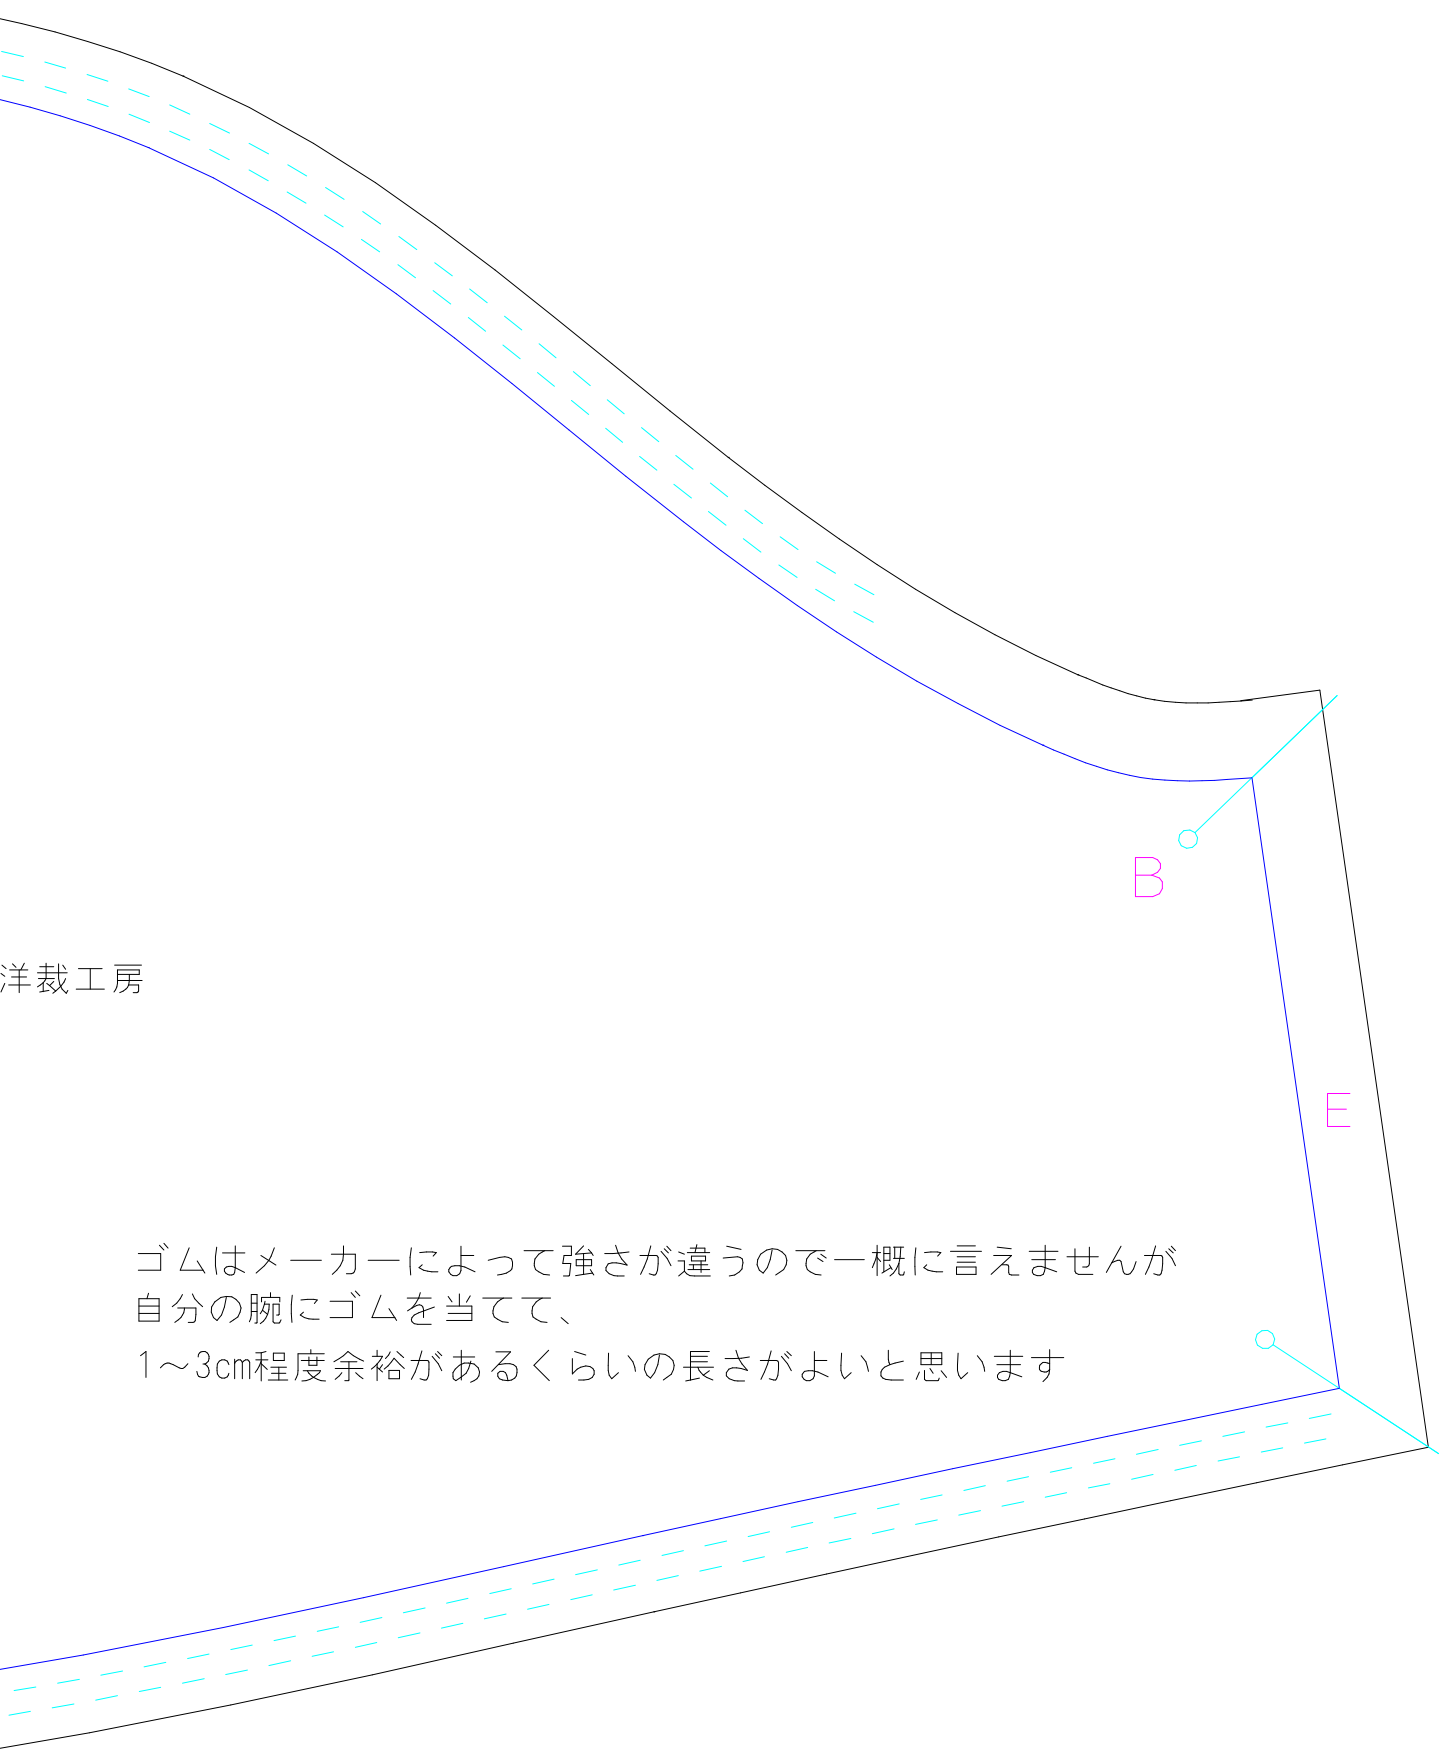 B
洋裁工房
E
ゴムはメーカーによって強さが違うので一概に言えませんが
自分の腕にゴムを当てて、
1～3cm程度余裕があるくらいの長さがよいと思います